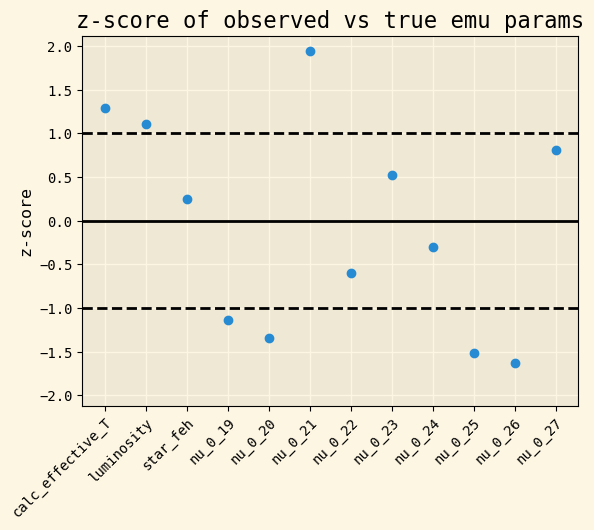 z-score of observed vs true emu params
2.0
1.5
1.0
0.5
0.0
−0.5
−1.0
−1.5
−2.0
z-score
calc_effective_T
luminosity
star_feh
nu_0_19
nu_0_20
nu_0_21
nu_0_22
nu_0_23
nu_0_24
nu_0_25
nu_0_26
nu_0_27